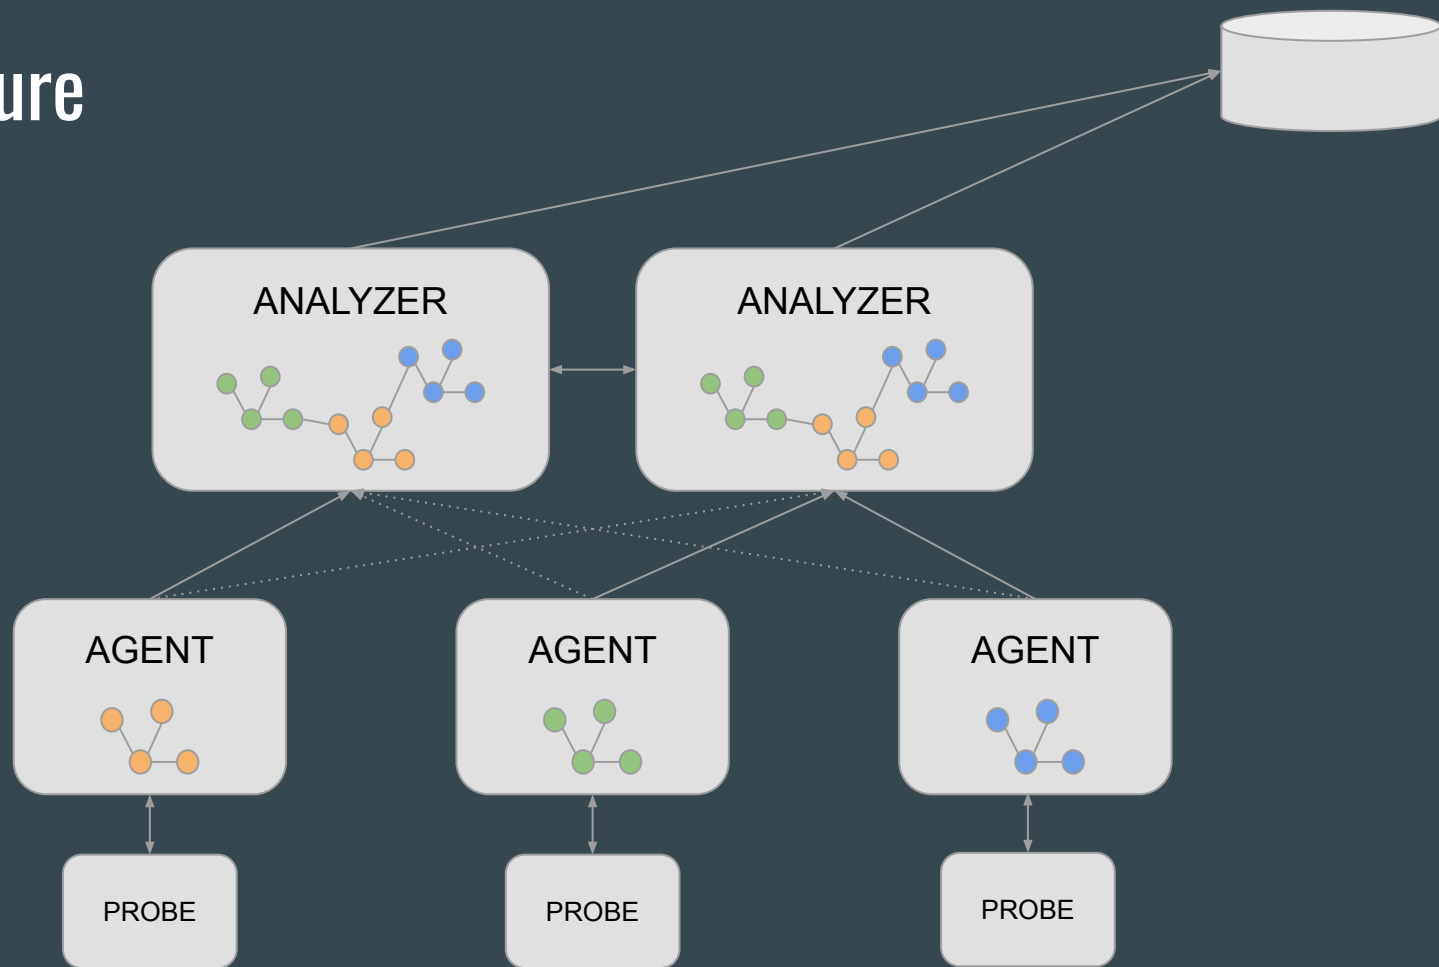 ure
ANALYZER
ANALYZER
AGENT
AGENT
AGENT
PROBE
PROBE
PROBE